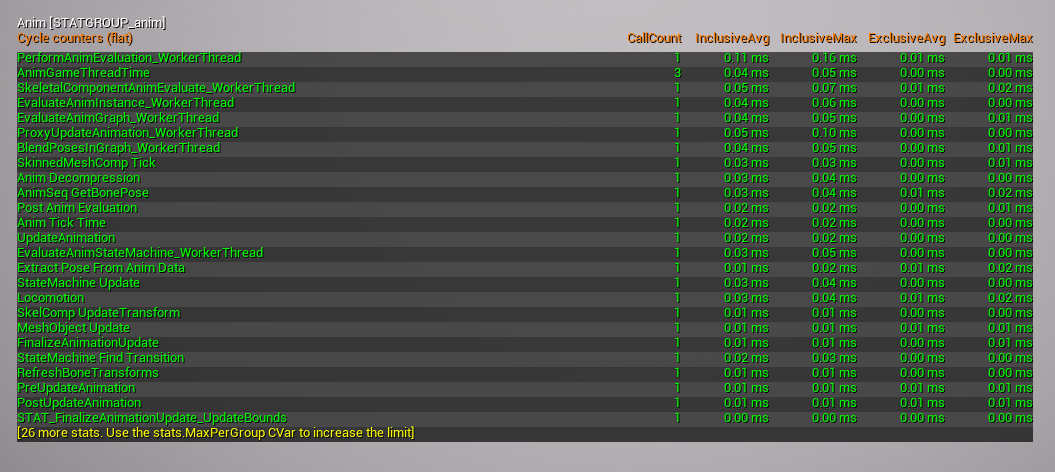 Anim [STATGROUP_anim]
Cycle counters (flat) CallCount InclusiveAvg InclusiveMax ExclusiveAvg ExclusiveMax
PerformAnimEvaluation_WorkerThread 1 0.11 ms 0.16 ms 0.01 ms 0.01 ms
AnimGameThreadTime 3 0.04 ms 0.05 ms 0.00 ms 0.00 ms
SkeletalComponentAnimEvaluate_WorkerThread 1 0.05 ms 0.07 ms 0.01 ms 0.02 ms
EvaluateAnimInstance_WorkerThread 1 0.04 ms 0.06 ms 0.00 ms 0.00 ms
EvaluateAnimGraph_WorkerThread 1 0.04 ms 0.05 ms 0.00 ms 0.01 ms
ProxyUpdateAnimation_WorkerThread 1 0.05 ms 0.10 ms 0.00 ms 0.00 ms
BlendPosesInGraph_WorkerThread 1 0.04 ms 0.05 ms 0.00 ms 0.01 ms
SkinnedMeshComp Tick 1 0.03 ms 0.03 ms 0.00 ms 0.01 ms
Anim Decompression 1 0.03 ms 0.04 ms 0.00 ms 0.00 ms
AnimSeq GetBonePose 1 0.03 ms 0.04 ms 0.01 ms 0.02 ms
Post Anim Evaluation 1 0.02 ms 0.02 ms 0.00 ms 0.01 ms
Anim Tick Time 1 0.02 ms 0.02 ms 0.00 ms 0.00 ms
UpdateAnimation 1 0.02 ms 0.02 ms 0.00 ms 0.00 ms
EvaluateAnimStateMachine_WorkerThread 1 0.03 ms 0.05 ms 0.00 ms 0.00 ms
Extract Pose From Anim Data 1 0.01 ms 0.02 ms 0.01 ms 0.02 ms
StateMachine Update 1 0.03 ms 0.04 ms 0.00 ms 0.00 ms
Locomotion 1 0.03 ms 0.04 ms 0.01 ms 0.02 ms
SkelComp UpdateTransform 1 0.01 ms 0.01 ms 0.00 ms 0.00 ms
MeshObject Update 1 0.01 ms 0.01 ms 0.01 ms 0.01 ms
FinalizeAnimationUpdate 1 0.01 ms 0.01 ms 0.00 ms 0.01 ms
StateMachine Find Transition 1 0.02 ms 0.03 ms 0.00 ms 0.00 ms
RefreshBoneTransforms 1 0.01 ms 0.01 ms 0.00 ms 0.00 ms
PreUpdateAnimation 1 0.01 ms 0.01 ms 0.01 ms 0.01 ms
PostUpdateAnimation 1 0.01 ms 0.01 ms 0.00 ms 0.01 ms
STAT_FinalizeAnimationUpdate_UpdateBounds 1 0.00 ms 0.00 ms 0.00 ms 0.00 ms
[26 more stats. Use the stats.MaxPerGroup CVar to increase the limit]